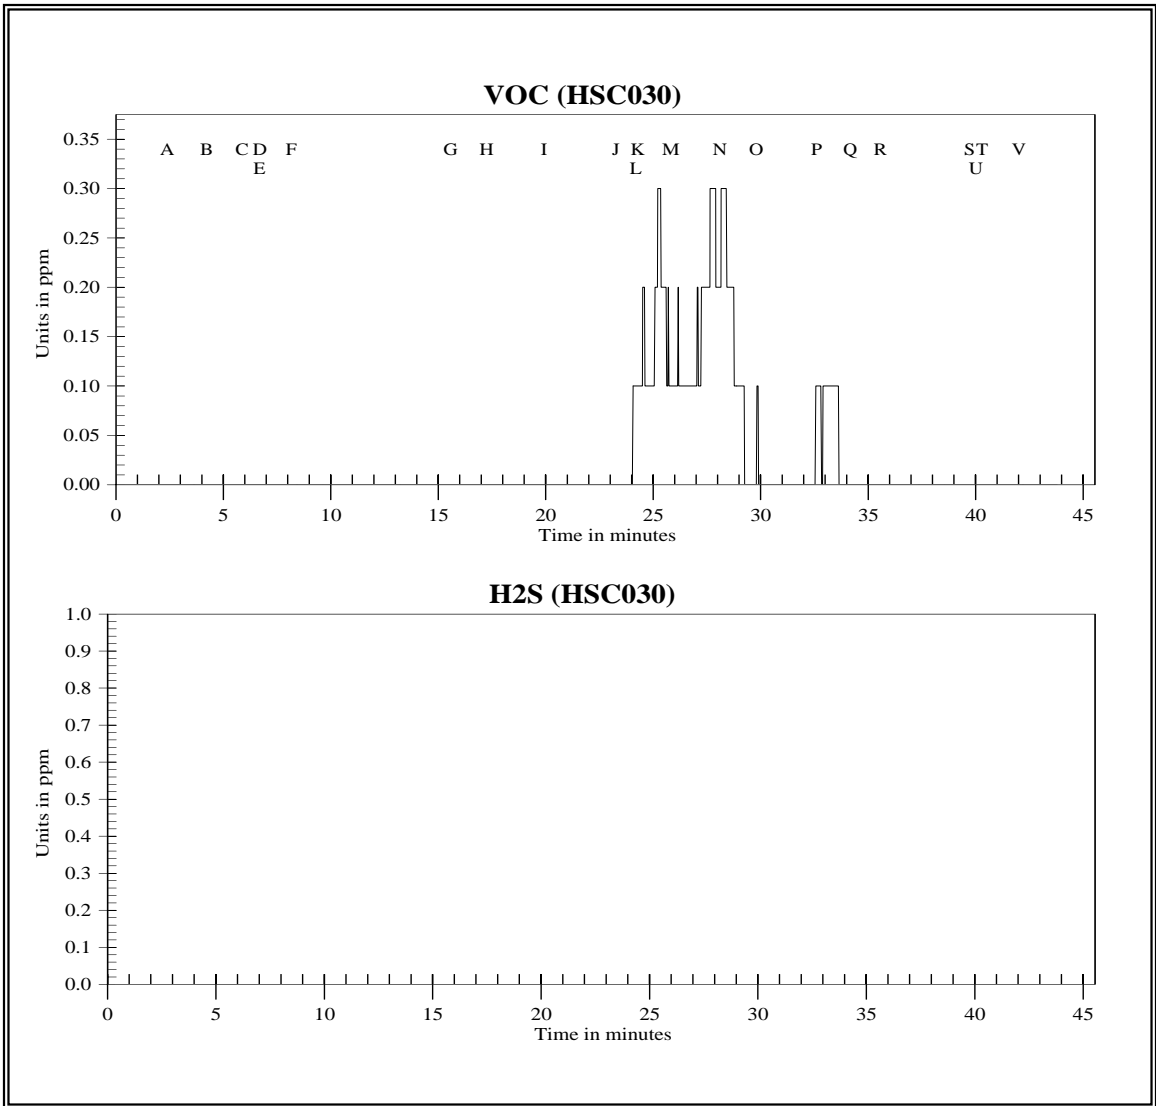 VOC (HSC030)
0.35
A B C D F G H I J K M N O P Q R S T V
E L U
0.30
0.25
0.20
0.15
0.10
0.05
0.00
Units in ppm
0 5 10 15 20 25 30 35 40 45
Time in minutes
H2S (HSC030)
1.0
0.9
0.8
0.7
0.6
0.5
0.4
0.3
0.2
0.1
0.0
Units in ppm
0 5 10 15 20 25 30 35 40 45
Time in minutes